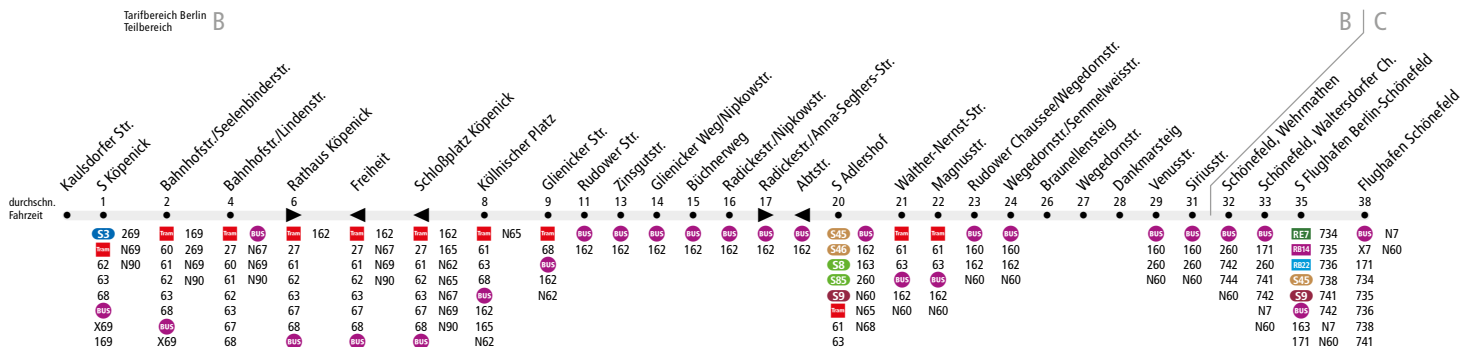 Tarifbereich Berlin
Teilbereich B
B C
Kaulsdorfer Str.
S Köpenick
Bahnhofstr./Seelenbinderstr.
Bahnhofstr./Lindenstr.
Rathaus Köpenick
Freiheit
Schloßplatz Köpenick
Köllnischer Platz
Glienicker Str.
Rudower Str.
Zinsgutstr.
Glienicker Weg/Nipkowstr.
Büchnerweg
Radickestr./Nipkowstr.
Radickestr./Anna-Seghers-Str.
Abtstr.
S Adlershof
Walther-Nernst-Str.
Magnusstr.
Rudower Chaussee/Wegedornstr.
Wegedornstr./Semmelweisstr.
Braunellensteig
Wegedornstr.
Dankmarsteig
Venusstr.
Siriusstr.
Schönefeld, Wehrmathen
Schönefeld, Waltersdorfer Ch.
S Flughafen Berlin-Schönefeld
Flughafen Schönefeld
durchschn. 1 2 4 6 8 9 11 13 14 15 16 17 20 21 22 23 24 26 27 28 29 31 32 33 35 38
Fahrzeit
S3 269
Tram N69
62 N90
63
68
BUS
X69
169
Tram 169
60 269
61 N69
62 N90
63
68
BUS
X69
Tram BUS
27 N67
60 N69
61 N90
62
63
67
68
Tram 162
27
61
62
63
67
68
BUS
Tram 162
27 N67
61 N69
62 N90
63
67
68
BUS
Tram 162
27 165
61 N62
62 N65
63 N67
67 N69
68 N90
BUS
Tram N65
61
63
68
BUS
162
165
N62
Tram
68
BUS
162
N62
BUS
162
BUS
162
BUS
162
BUS
162
BUS
162
BUS
162
BUS
162
S45 BUS
S46 162
S8 163
S85 260
S9 N60
Tram N65
61 N68
63
Tram
61
63
BUS
162
N60
Tram
61
63
BUS
162
N60
BUS
160
162
N60
BUS
160
162
N60
BUS
160
260
N60
BUS
160
260
N60
BUS
260
742
744
N60
BUS
171
260
741
742
N7
N60
RE7 734
RB14 735
RB22 736
S45 738
S9 741
BUS 742
163 N7
171 N60
BUS N7
X7 N60
171
734
735
736
738
741